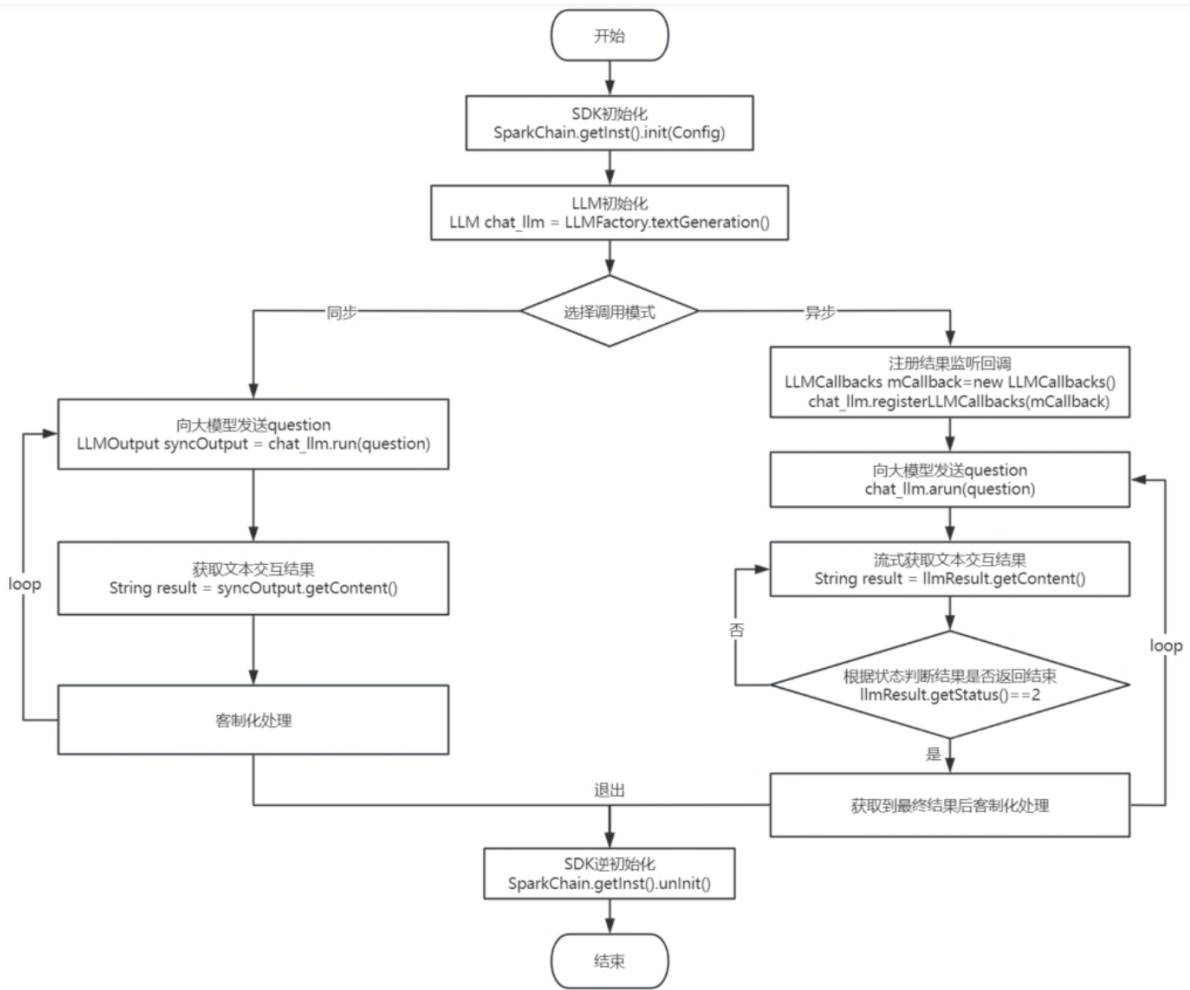 开始
SDK初始化
SparkChain.getInst().init(Config)
LLM初始化
LLM chat_llm = LLMFactory.textGeneration()
选择调用模式
同步
异步
向大模型发送question
LLMOutput syncOutput = chat_llm.run(question)
获取文本交互结果
String result = syncOutput.getContent()
客制化处理
loop
注册结果监听回调
LLMCallbacks mCallback=new LLMCallbacks()
chat_llm.registerLLMCallbacks(mCallback)
向大模型发送question
chat_llm.arun(question)
流式获取文本交互结果
String result = llmResult.getContent()
否
根据状态判断结果是否返回结束
llmResult.getStatus()==2
是
loop
获取到最终结果后客制化处理
退出
SDK逆初始化
SparkChain.getInst().unInit()
结束